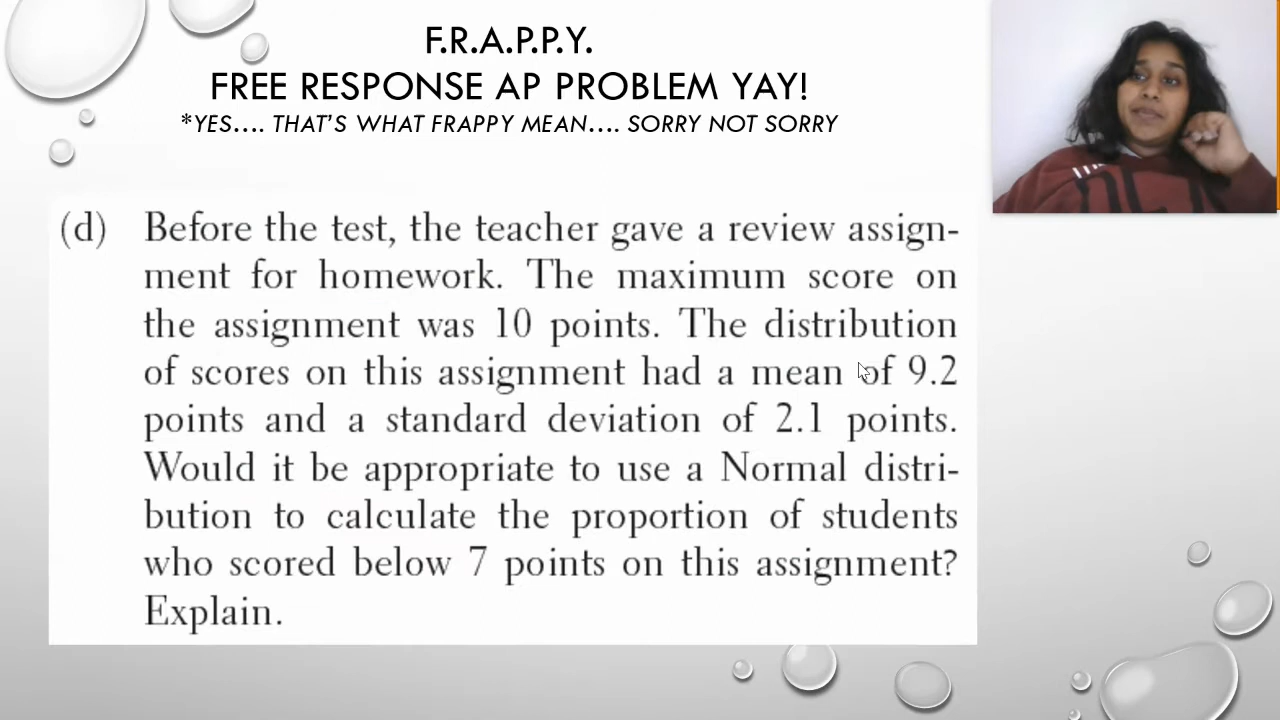 F.R.A.P.P.Y.
FREE RESPONSE AP PROBLEM YAY!
*YES.... THAT'S WHAT FRAPPY MEAN.... SORRY NOT SORRY
(d) Before the test, the teacher gave a review assign-
ment for homework. The maximum score on
the assignment was 10 points. The distribution
of scores on this assignment had a mean of 9.2
points and a standard deviation of 2.1 points.
Would it be appropriate to use a Normal distri-
bution to calculate the proportion of students
who scored below 7 points on this assignment?
Explain.